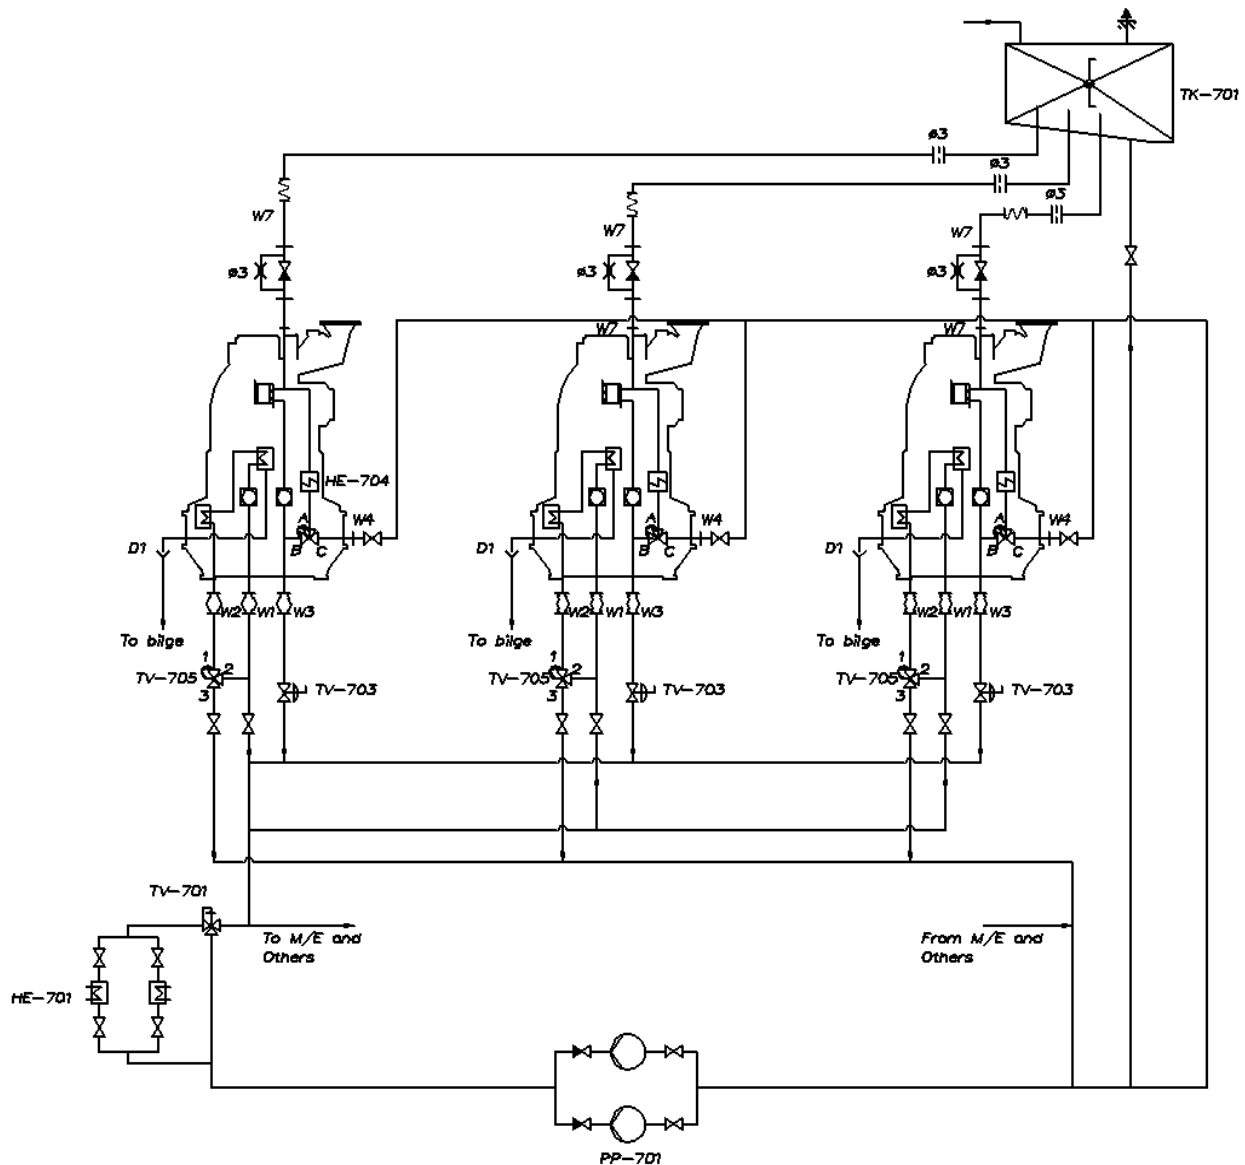 TK-701
ø3
ø3
ø3
W7
W7
W7
ø3
ø3
ø3
W7
W7
HE-704
A
B
C
W4
A
B
C
W4
A
B
C
W4
D1
D1
D1
W2
W1
W3
W2
W1
W3
W2
W1
W3
To bilge
To bilge
To bilge
1
2
3
TV-705
TV-703
1
2
3
TV-705
TV-703
1
2
3
TV-705
TV-703
TV-701
To M/E and
Others
From M/E and
Others
HE-701
PP-701